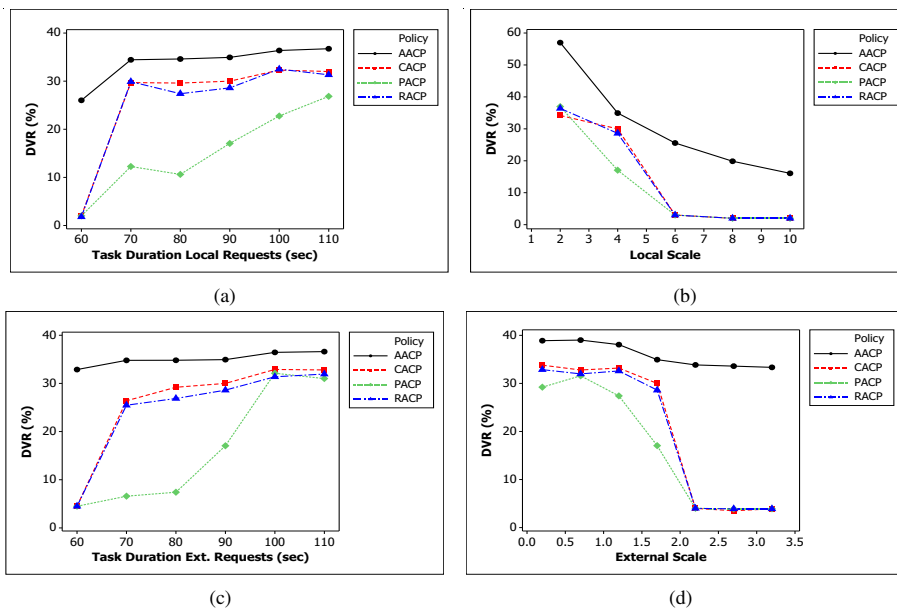 Policy
AACP
CACP
PACP
RACP
DVR (%)
40
30
20
10
0
60 70 80 90 100 110
Task Duration Local Requests (sec)
(a)
Policy
AACP
CACP
PACP
RACP
DVR (%)
60
50
40
30
20
10
0
1 2 3 4 5 6 7 8 9 10
Local Scale
(b)
Policy
AACP
CACP
PACP
RACP
DVR (%)
40
30
20
10
0
60 70 80 90 100 110
Task Duration Ext. Requests (sec)
(c)
Policy
AACP
CACP
PACP
RACP
DVR (%)
40
30
20
10
0
0.0 0.5 1.0 1.5 2.0 2.5 3.0 3.5
External Scale
(d)